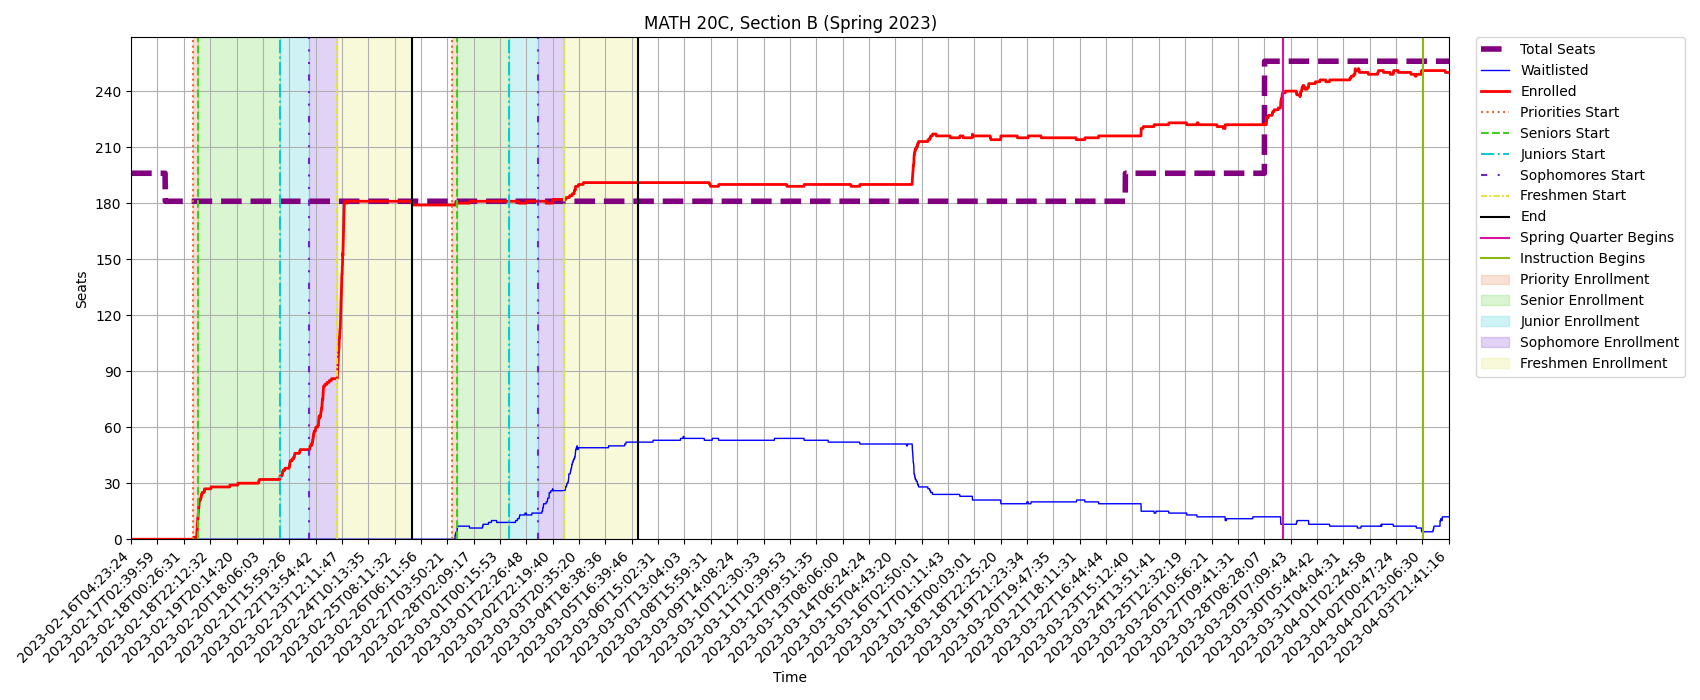 MATH 20C, Section B (Spring 2023)
Seats
240
210
180
150
120
90
60
30
0
2023-02-16T04:23:24
2023-02-17T02:39:59
2023-02-18T00:26:31
2023-02-18T22:12:32
2023-02-19T20:14:26
2023-02-20T18:06:03
2023-02-21T15:59:26
2023-02-22T13:54:42
2023-02-23T12:11:47
2023-02-24T10:13:35
2023-02-25T08:11:32
2023-02-26T06:11:56
2023-02-27T03:50:21
2023-02-28T02:09:17
2023-03-01T00:15:53
2023-03-01T22:26:48
2023-03-02T22:19:40
2023-03-03T20:35:20
2023-03-04T18:38:36
2023-03-05T16:39:46
2023-03-06T15:02:31
2023-03-07T13:04:03
2023-03-08T15:59:31
2023-03-09T14:08:24
2023-03-10T12:30:33
2023-03-11T10:39:53
2023-03-12T09:51:35
2023-03-13T08:06:00
2023-03-14T06:24:24
2023-03-15T04:43:20
2023-03-16T02:50:01
2023-03-17T01:11:43
2023-03-18T00:03:01
2023-03-18T22:25:20
2023-03-19T21:23:34
2023-03-20T19:47:35
2023-03-21T18:11:31
2023-03-22T16:44:44
2023-03-23T15:12:40
2023-03-24T13:51:41
2023-03-25T12:32:19
2023-03-26T10:56:21
2023-03-27T09:41:31
2023-03-28T08:28:07
2023-03-29T07:09:43
2023-03-30T05:44:42
2023-03-31T04:04:31
2023-04-01T02:24:58
2023-04-02T00:47:24
2023-04-02T23:06:30
2023-04-03T21:41:16
Time
Total Seats
Waitlisted
Enrolled
Priorities Start
Seniors Start
Juniors Start
Sophomores Start
Freshmen Start
End
Spring Quarter Begins
Instruction Begins
Priority Enrollment
Senior Enrollment
Junior Enrollment
Sophomore Enrollment
Freshmen Enrollment